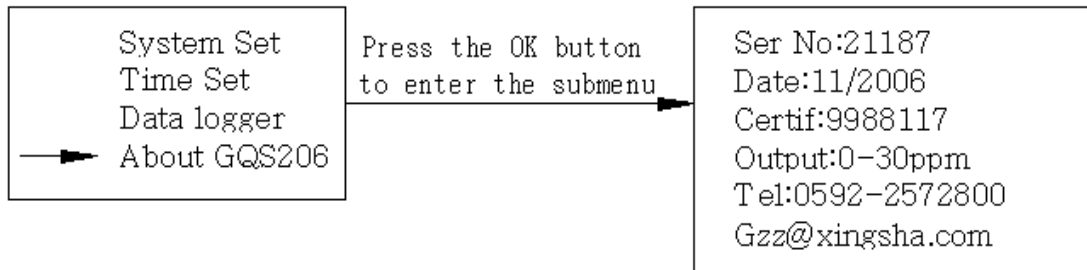 System Set
Time Set
Data logger
About GQS206
Press the OK button
to enter the submenu
Ser No:21187
Date:11/2006
Certif:9988117
Output:0-30ppm
Tel:0592-2572800
Gzz@xingsha.com